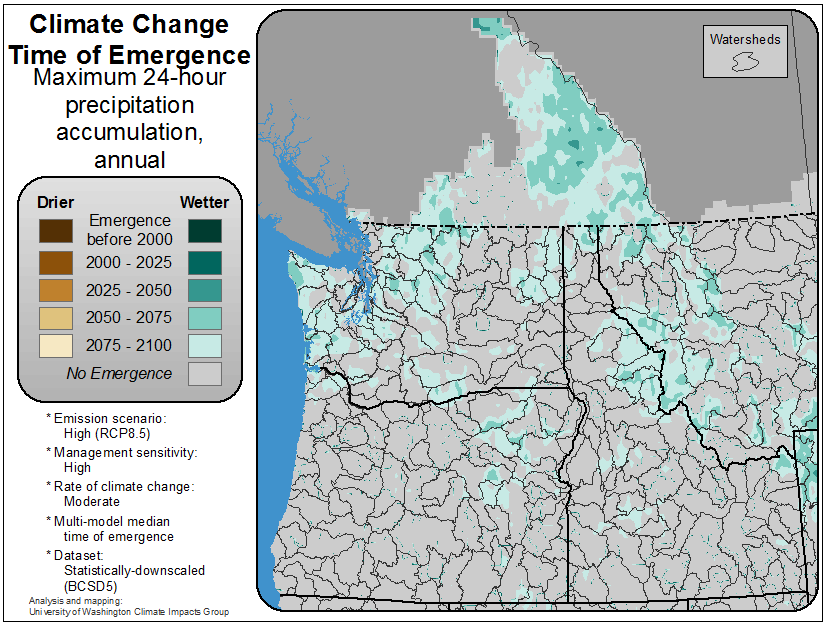 Climate Change
Time of Emergence
Maximum 24-hour
precipitation
accumulation,
annual
Drier Wetter
Emergence
before 2000
2000 - 2025
2025 - 2050
2050 - 2075
2075 - 2100
No Emergence
* Emission scenario:
High (RCP8.5)
* Management sensitivity:
High
* Rate of climate change:
Moderate
* Multi-model median
time of emergence
* Dataset:
Statistically-downscaled
(BCSD5)
Analysis and mapping:
University of Washington Climate Impacts Group
Watersheds